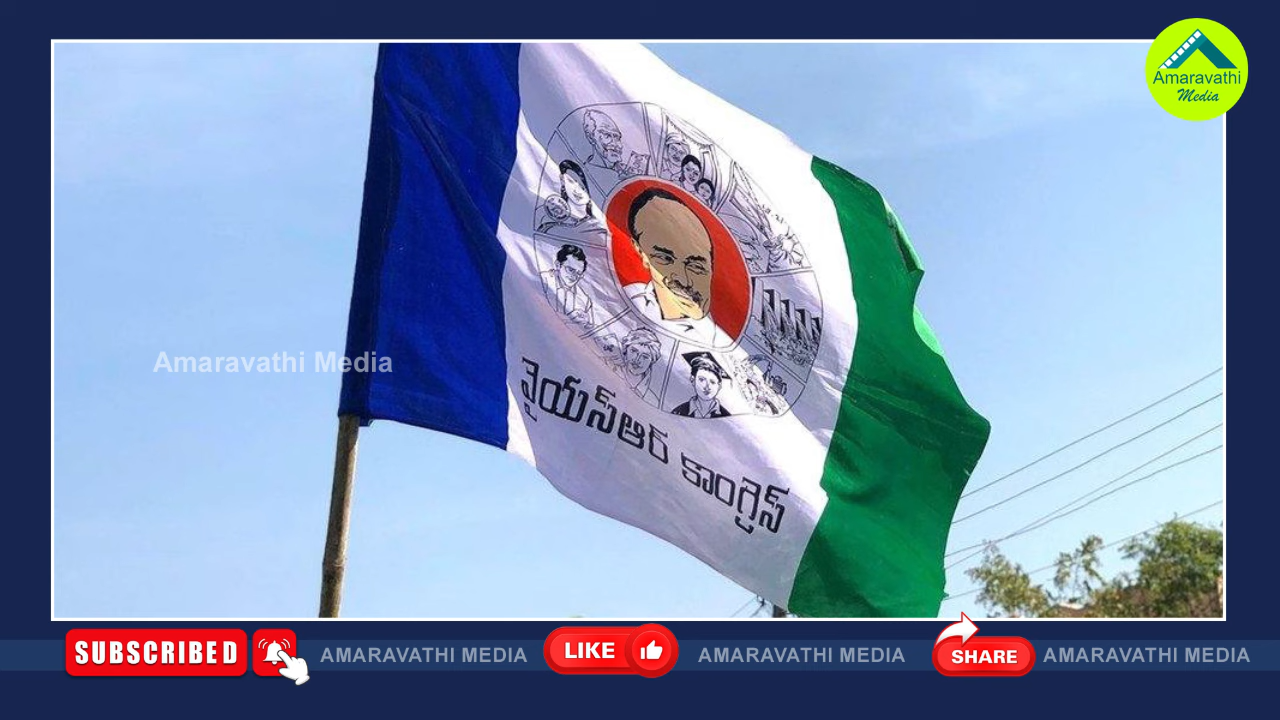 Amaravathi
Media
Amaravathi Media
వైయస్ఆర్ కాంగ్రెస్
SUBSCRIBED
AMARAVATHI MEDIA
LIKE
AMARAVATHI MEDIA
SHARE
AMARAVATHI MEDIA